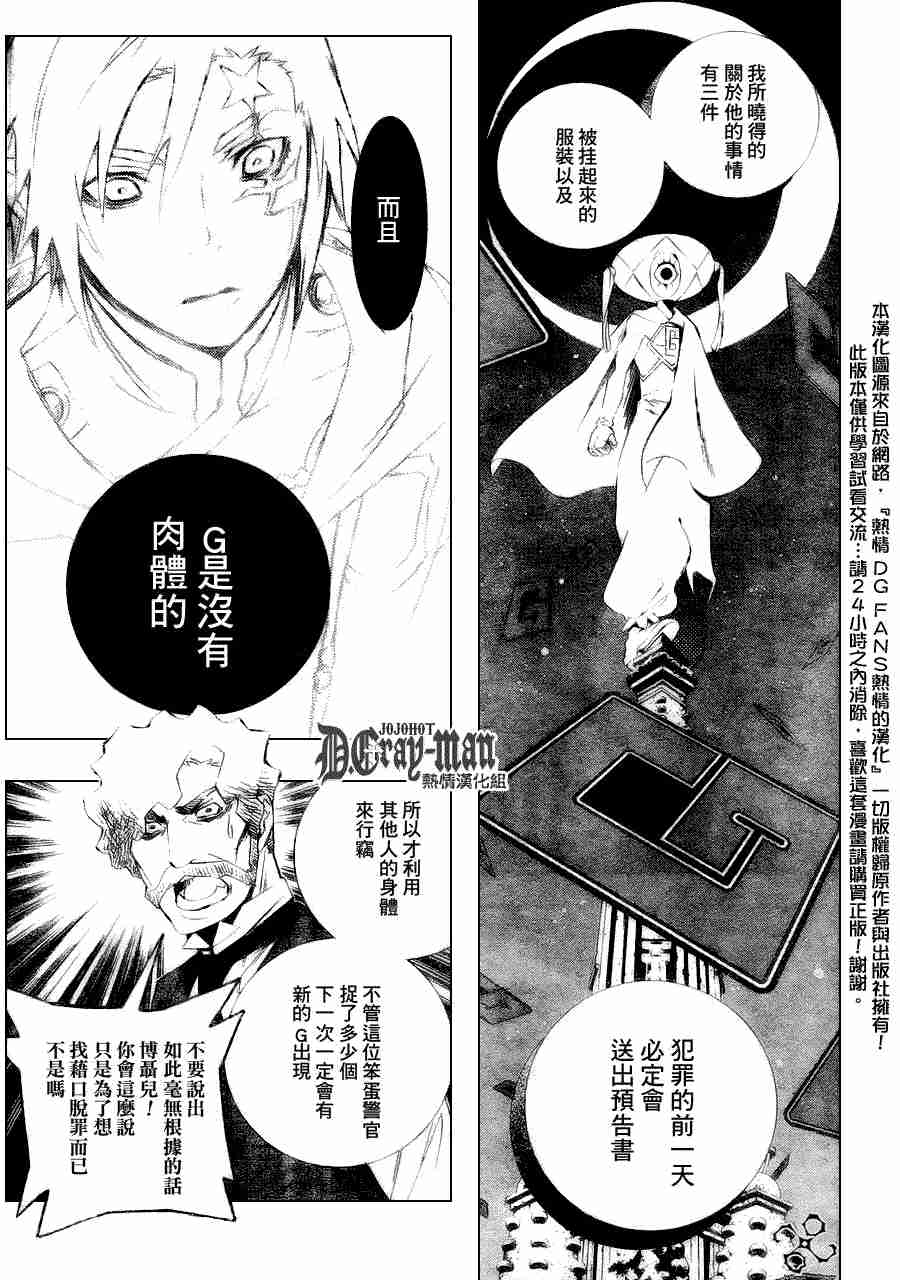 我所曉得的
關於他的事情
有三件
被挂起來的
服裝以及
G
犯罪的前一天
必定會
送出預告書
而且
G是沒有
肉體的
所以才利用
其他人的身體
來行竊
不管這位笨蛋警官
捉了多少個
下一次一定會有
新的G出現
不要說出
如此毫無根據的話
博聶兒!
你會這麼說
只是為了想
找藉口脫罪而已
不是嗎
JOJOHOT
D.Gray-man
熱情漢化組
本漢化圖源來自於網路.『熱情DG FANS熱情的漢化』一切版權歸原作者與出版社擁有!
此版本僅供學習試看交流…請24小時之內消除.喜歡這套漫畫請購買正版!謝謝。